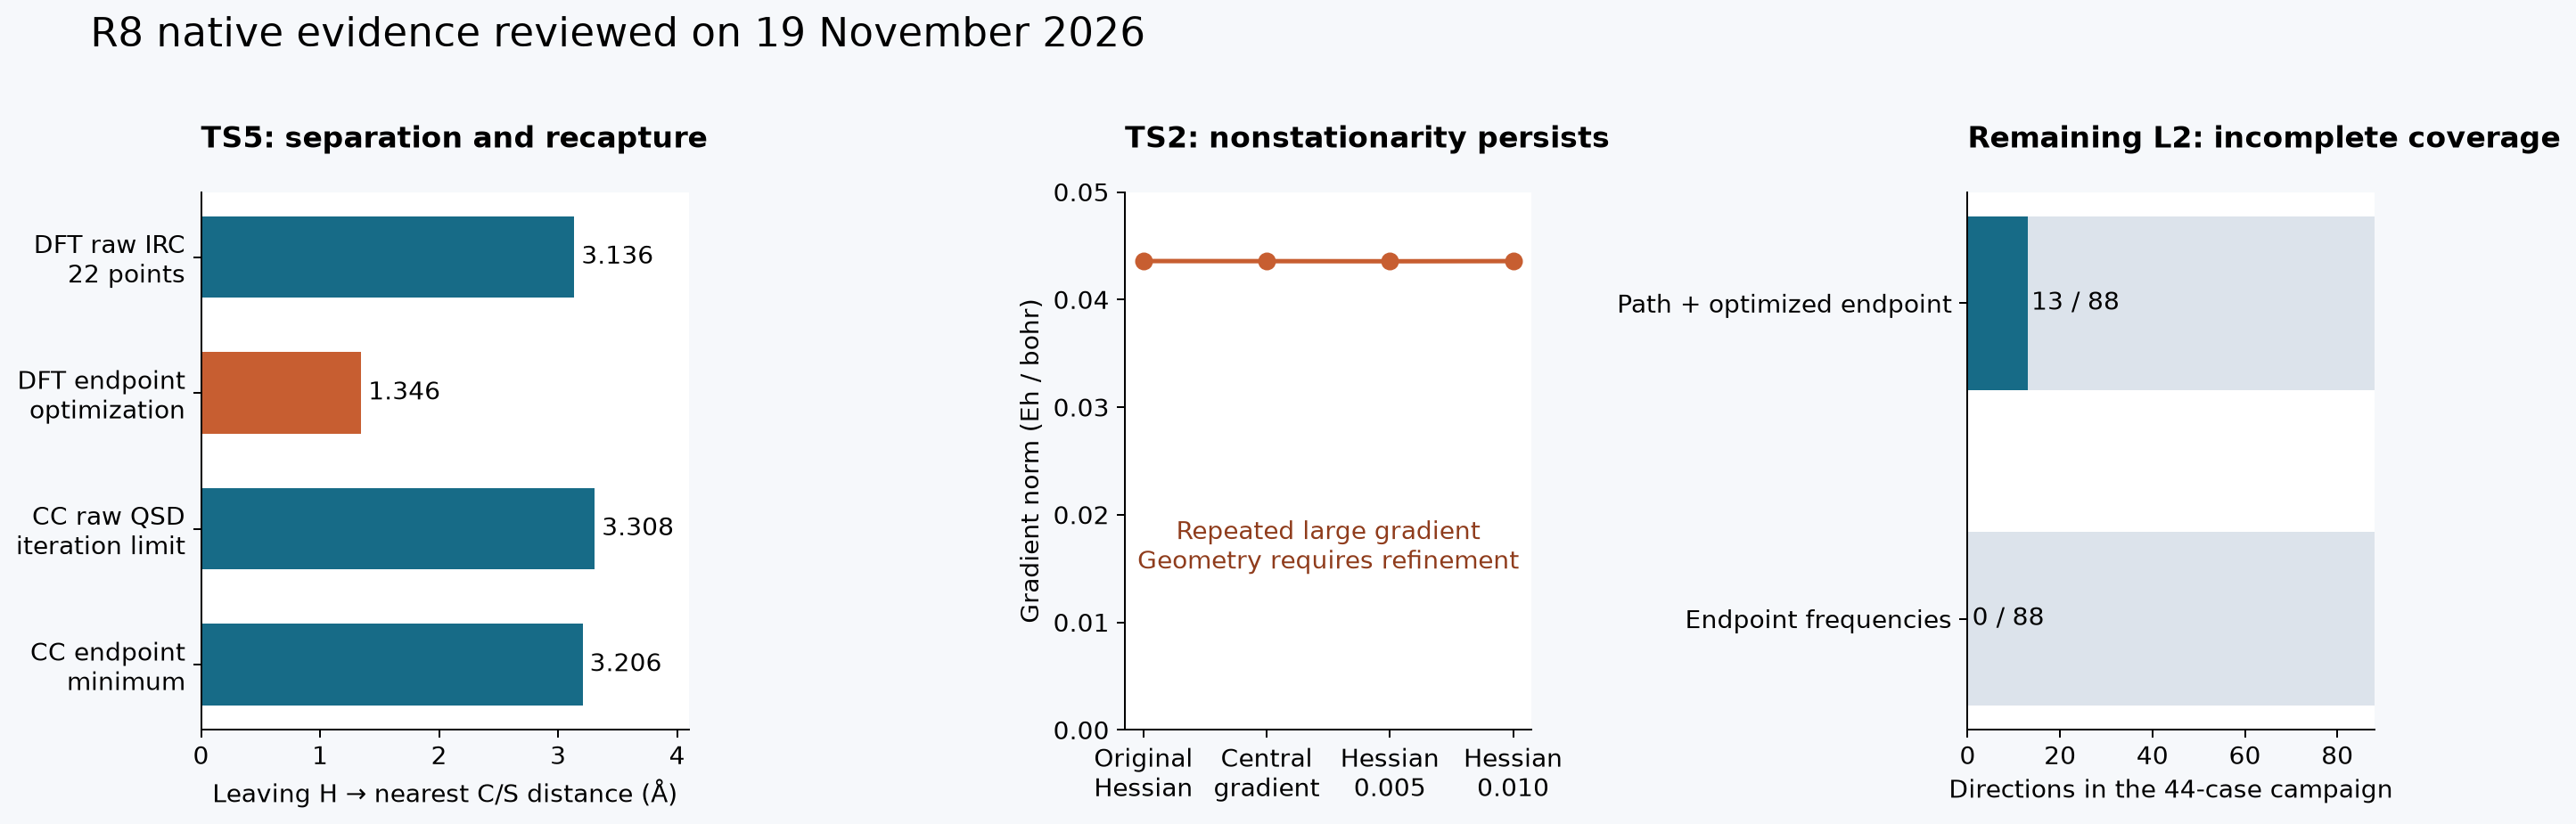 R8 native evidence reviewed on 19 November 2026
TS5: separation and recapture
DFT raw IRC
22 points
3.136
DFT endpoint
optimization
1.346
CC raw QSD
iteration limit
3.308
CC endpoint
minimum
3.206
0 1 2 3 4
Leaving H → nearest C/S distance (Å)
TS2: nonstationarity persists
Gradient norm (Eh / bohr)
0.05
0.04
0.03
0.02
0.01
0.00
Repeated large gradient
Geometry requires refinement
Original
Hessian
Central
gradient
Hessian
0.005
Hessian
0.010
Remaining L2: incomplete coverage
Path + optimized endpoint
13 / 88
Endpoint frequencies
0 / 88
0 20 40 60 80
Directions in the 44-case campaign